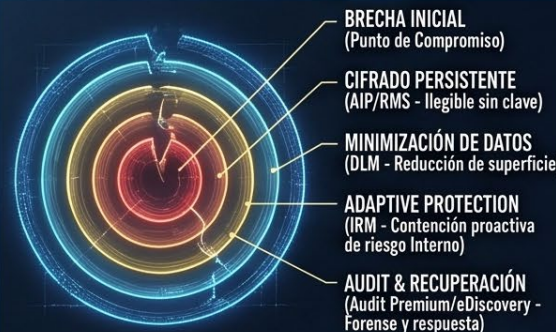 BRECHA INICIAL
(Punto de Compromiso)
CIFRADO PERSISTENTE
(AIP/RMS - Ilegible sin clave)
MINIMIZACIÓN DE DATOS
(DLM - Reducción de superficie
ADAPTIVE PROTECTION
(IRM - Contención proactiva
de riesgo Interno)
AUDIT & RECUPERACIÓN
(Audit Premium/eDiscovery -
Forense y respuesta)